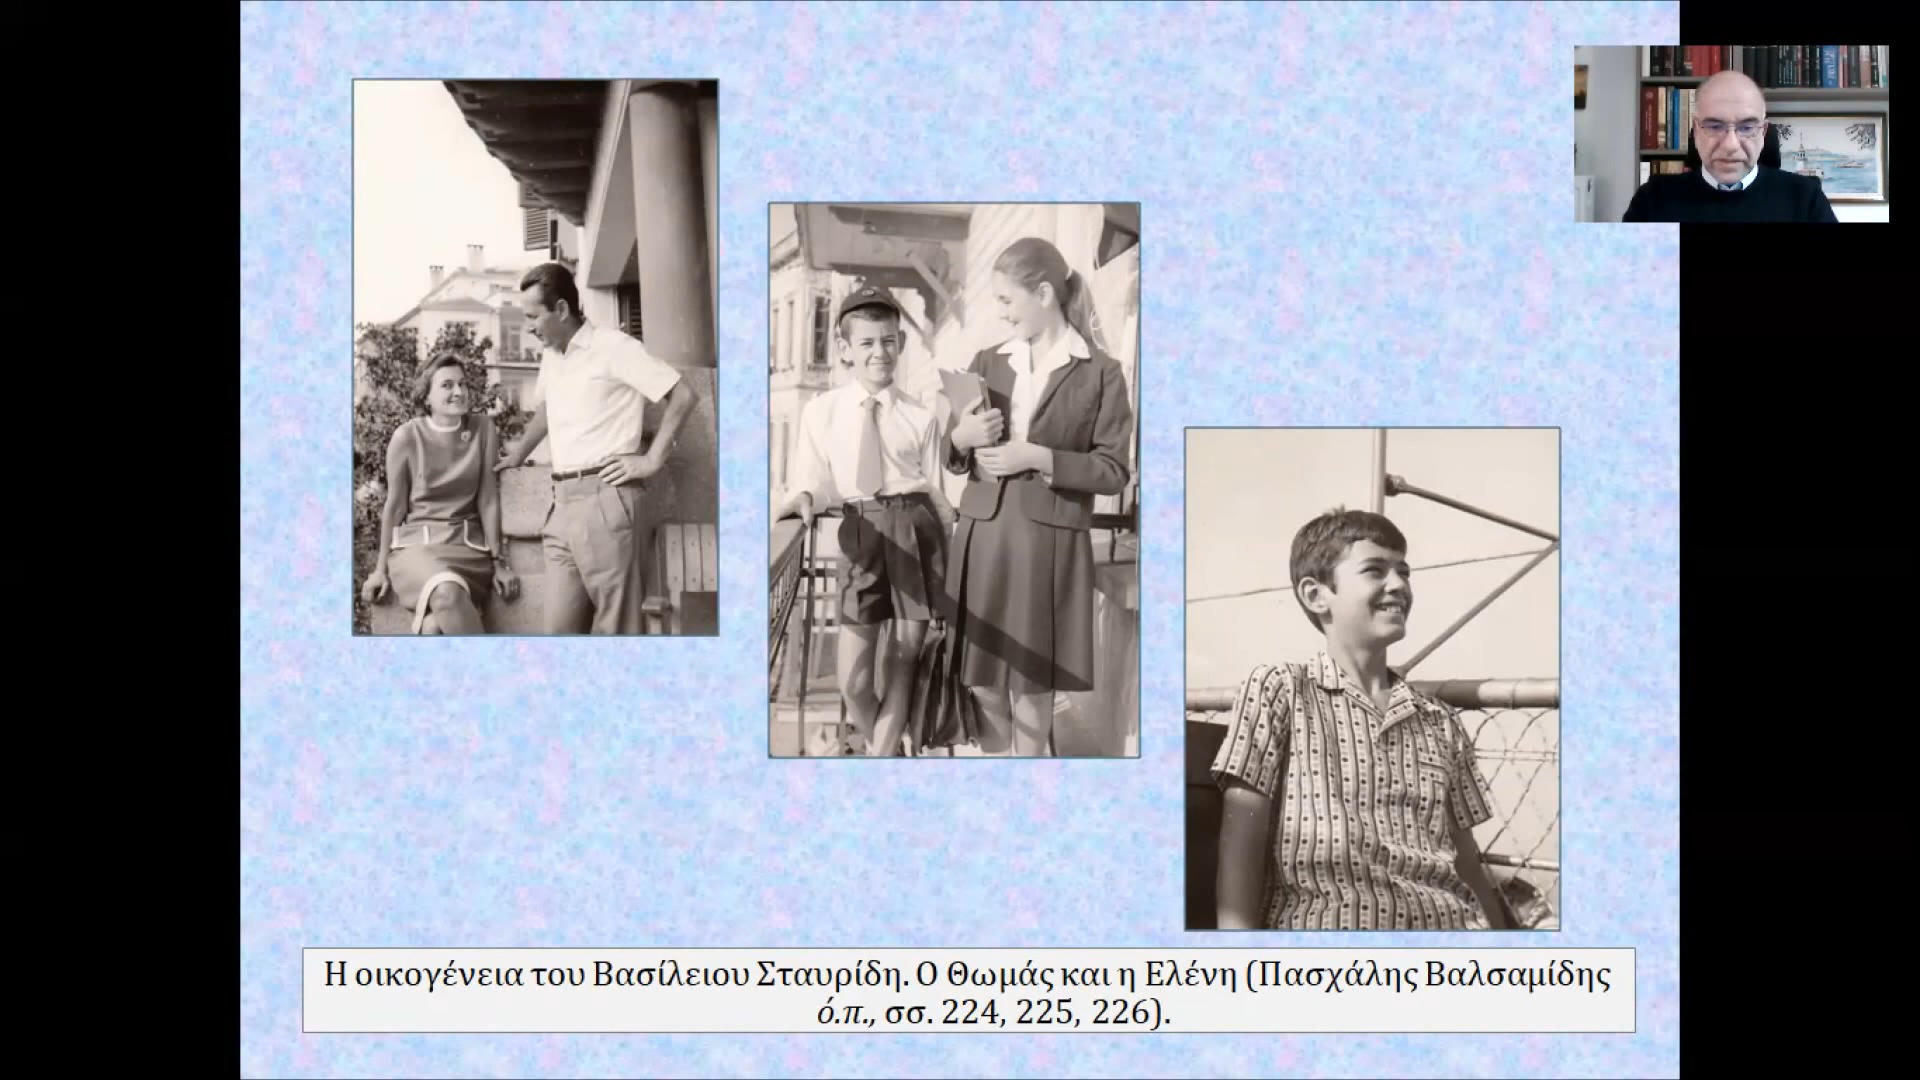 Η οικογένεια του Βασίλειου Σταυρίδη. Ο Θωμάς και η Ελένη (Πασχάλης Βαλσαμίδης
ό.π., σσ. 224, 225, 226).